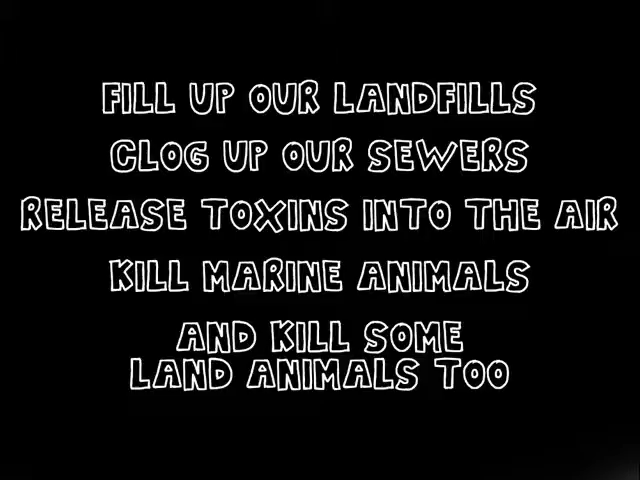 FILL UP OUR LANDFILLS
CLOG UP OUR SEWERS
RELEASE TOXINS INTO THE AIR
KILL MARINE ANIMALS
AND KILL SOME
LAND ANIMALS TOO